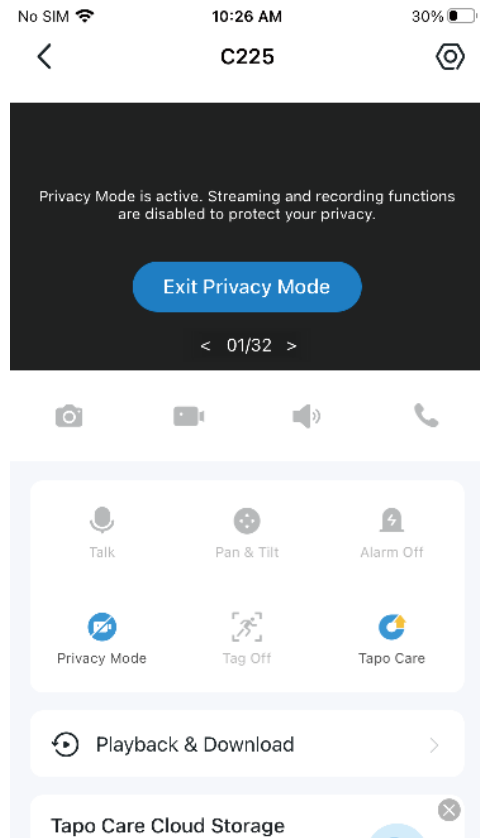 No SIM 10:26 AM 30%
C225
Privacy Mode is active. Streaming and recording functions
are disabled to protect your privacy.
Exit Privacy Mode
< 01/32 >
Talk Pan & Tilt Alarm Off
Privacy Mode Tag Off Tapo Care
Playback & Download
Tapo Care Cloud Storage